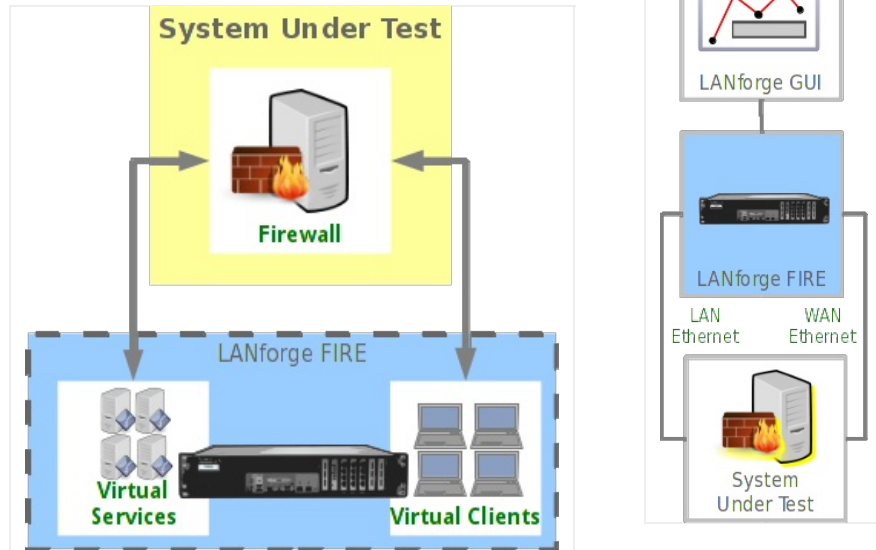 System Under Test
Firewall
LANforge FIRE
Virtual
Services
Virtual Clients
LANforge GUI
LANforge FIRE
LAN
Ethernet
WAN
Ethernet
System
Under Test